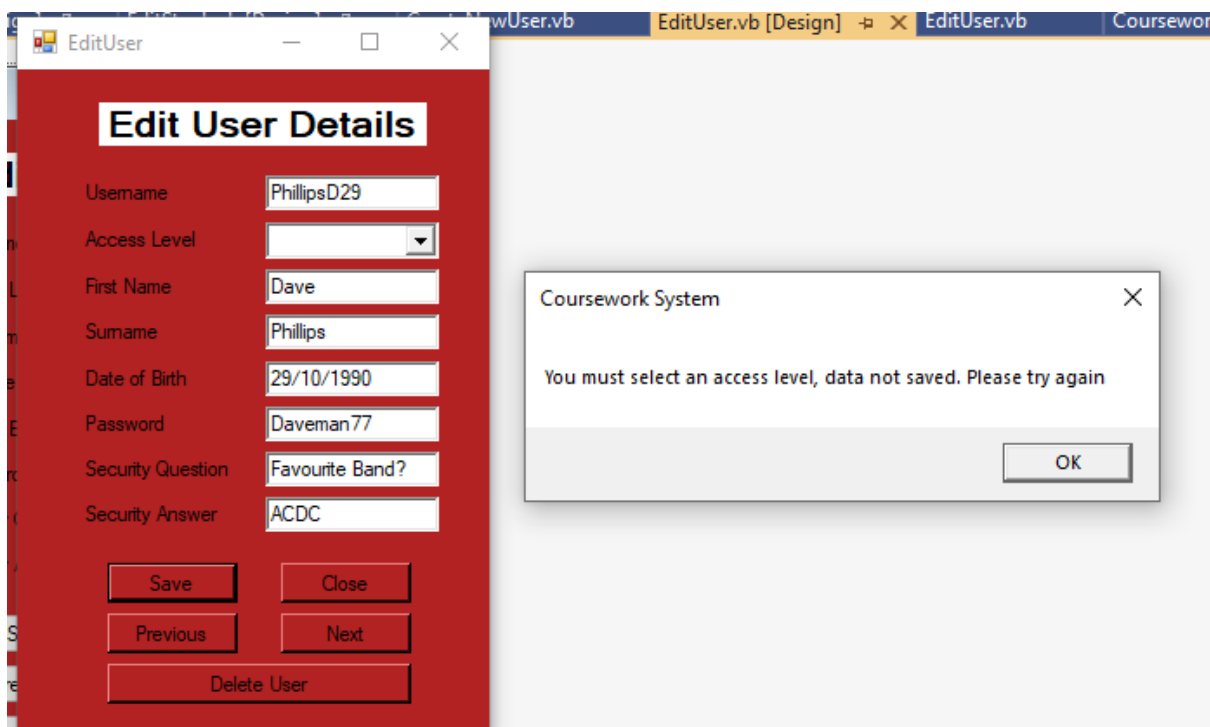 NewUser.vb EditUser.vb [Design] EditUser.vb Coursewor
EditUser
Edit User Details
Username PhillipsD29
Access Level
First Name Dave
Surname Phillips
Date of Birth 29/10/1990
Password Daveman77
Security Question Favourite Band?
Security Answer ACDC
Save Close
Previous Next
Delete User
Coursework System
You must select an access level, data not saved. Please try again
OK